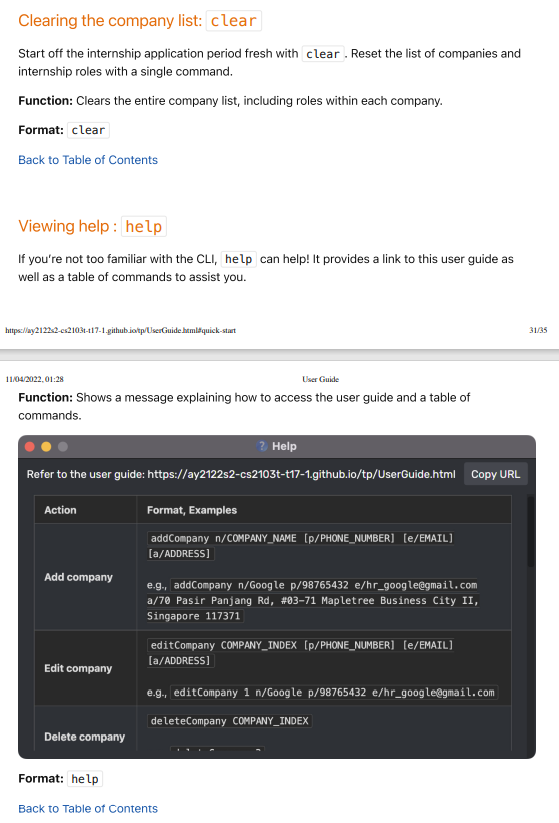 Clearing the company list: clear
Start off the internship application period fresh with clear . Reset the list of companies and
internship roles with a single command.
Function: Clears the entire company list, including roles within each company.
Format: clear
Back to Table of Contents
Viewing help : help
If you're not too familiar with the CLI, help can help! It provides a link to this user guide as
well as a table of commands to assist you.
https://ay2122s2-cs2103t-t17-1.github.io/tp/UserGuide.html#quick-start 31/35
11/04/2022, 01:28 User Guide
Function: Shows a message explaining how to access the user guide and a table of
commands.
Help
Refer to the user guide: https://ay2122s2-cs2103t-t17-1.github.io/tp/UserGuide.html Copy URL
Action Format, Examples
Add company
addCompany n/COMPANY_NAME [p/PHONE_NUMBER] [e/EMAIL]
[a/ADDRESS]
e.g., addCompany n/Google p/98765432 e/hr_google@gmail.com
a/70 Pasir Panjang Rd, #03-71 Mapletree Business City II,
Singapore 117371
Edit company
editCompany COMPANY_INDEX [p/PHONE_NUMBER] [e/EMAIL]
[a/ADDRESS]
e.g., editCompany 1 n/Google p/98765432 e/hr_google@gmail.com
Delete company
deleteCompany COMPANY_INDEX
Format: help
Back to Table of Contents